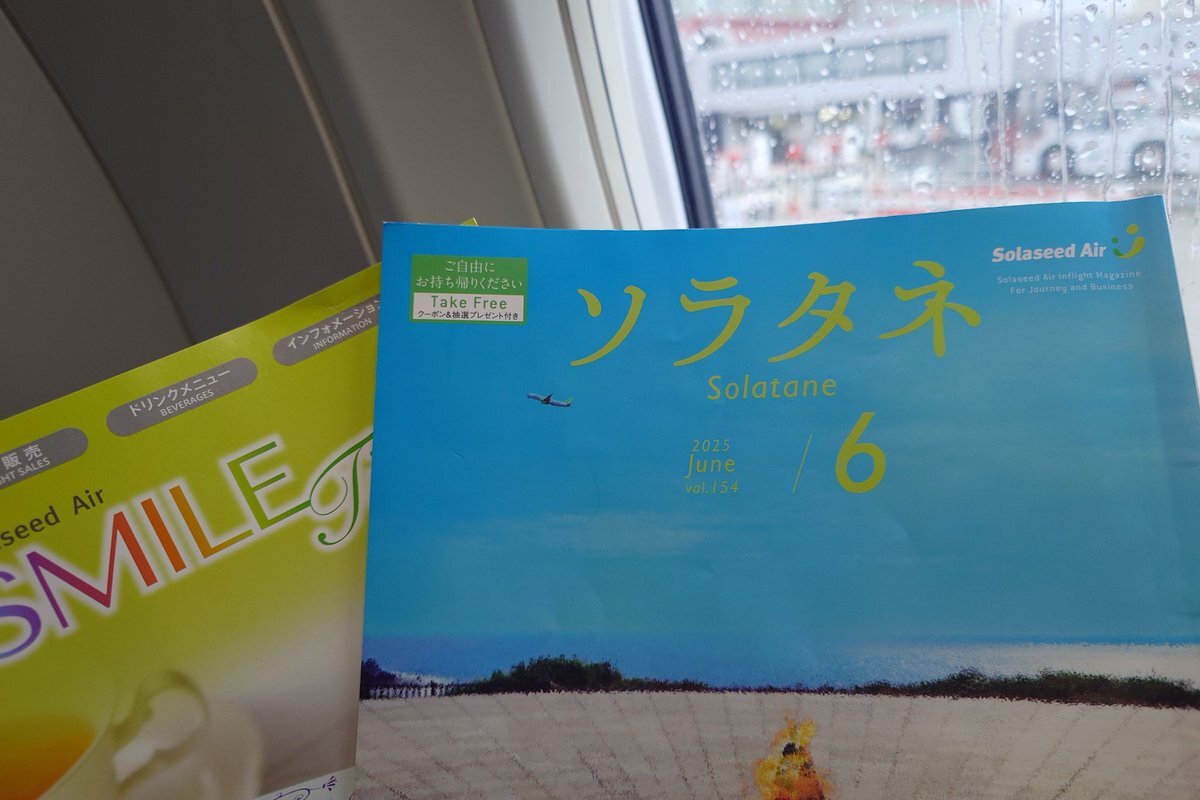 インフォメーション
INFORMATION
ドリンクメニュー
BEVERAGES
販売
SALES
Air
SMILE
ご自由に
お持ち帰りください
Take Free
クーポン&抽選プレゼント付き
Solaseed Air
Solaseed Air Inflight Magazine
For Journey and Business
ソラタネ
Solatane
2025
June
vol.154
/ 6